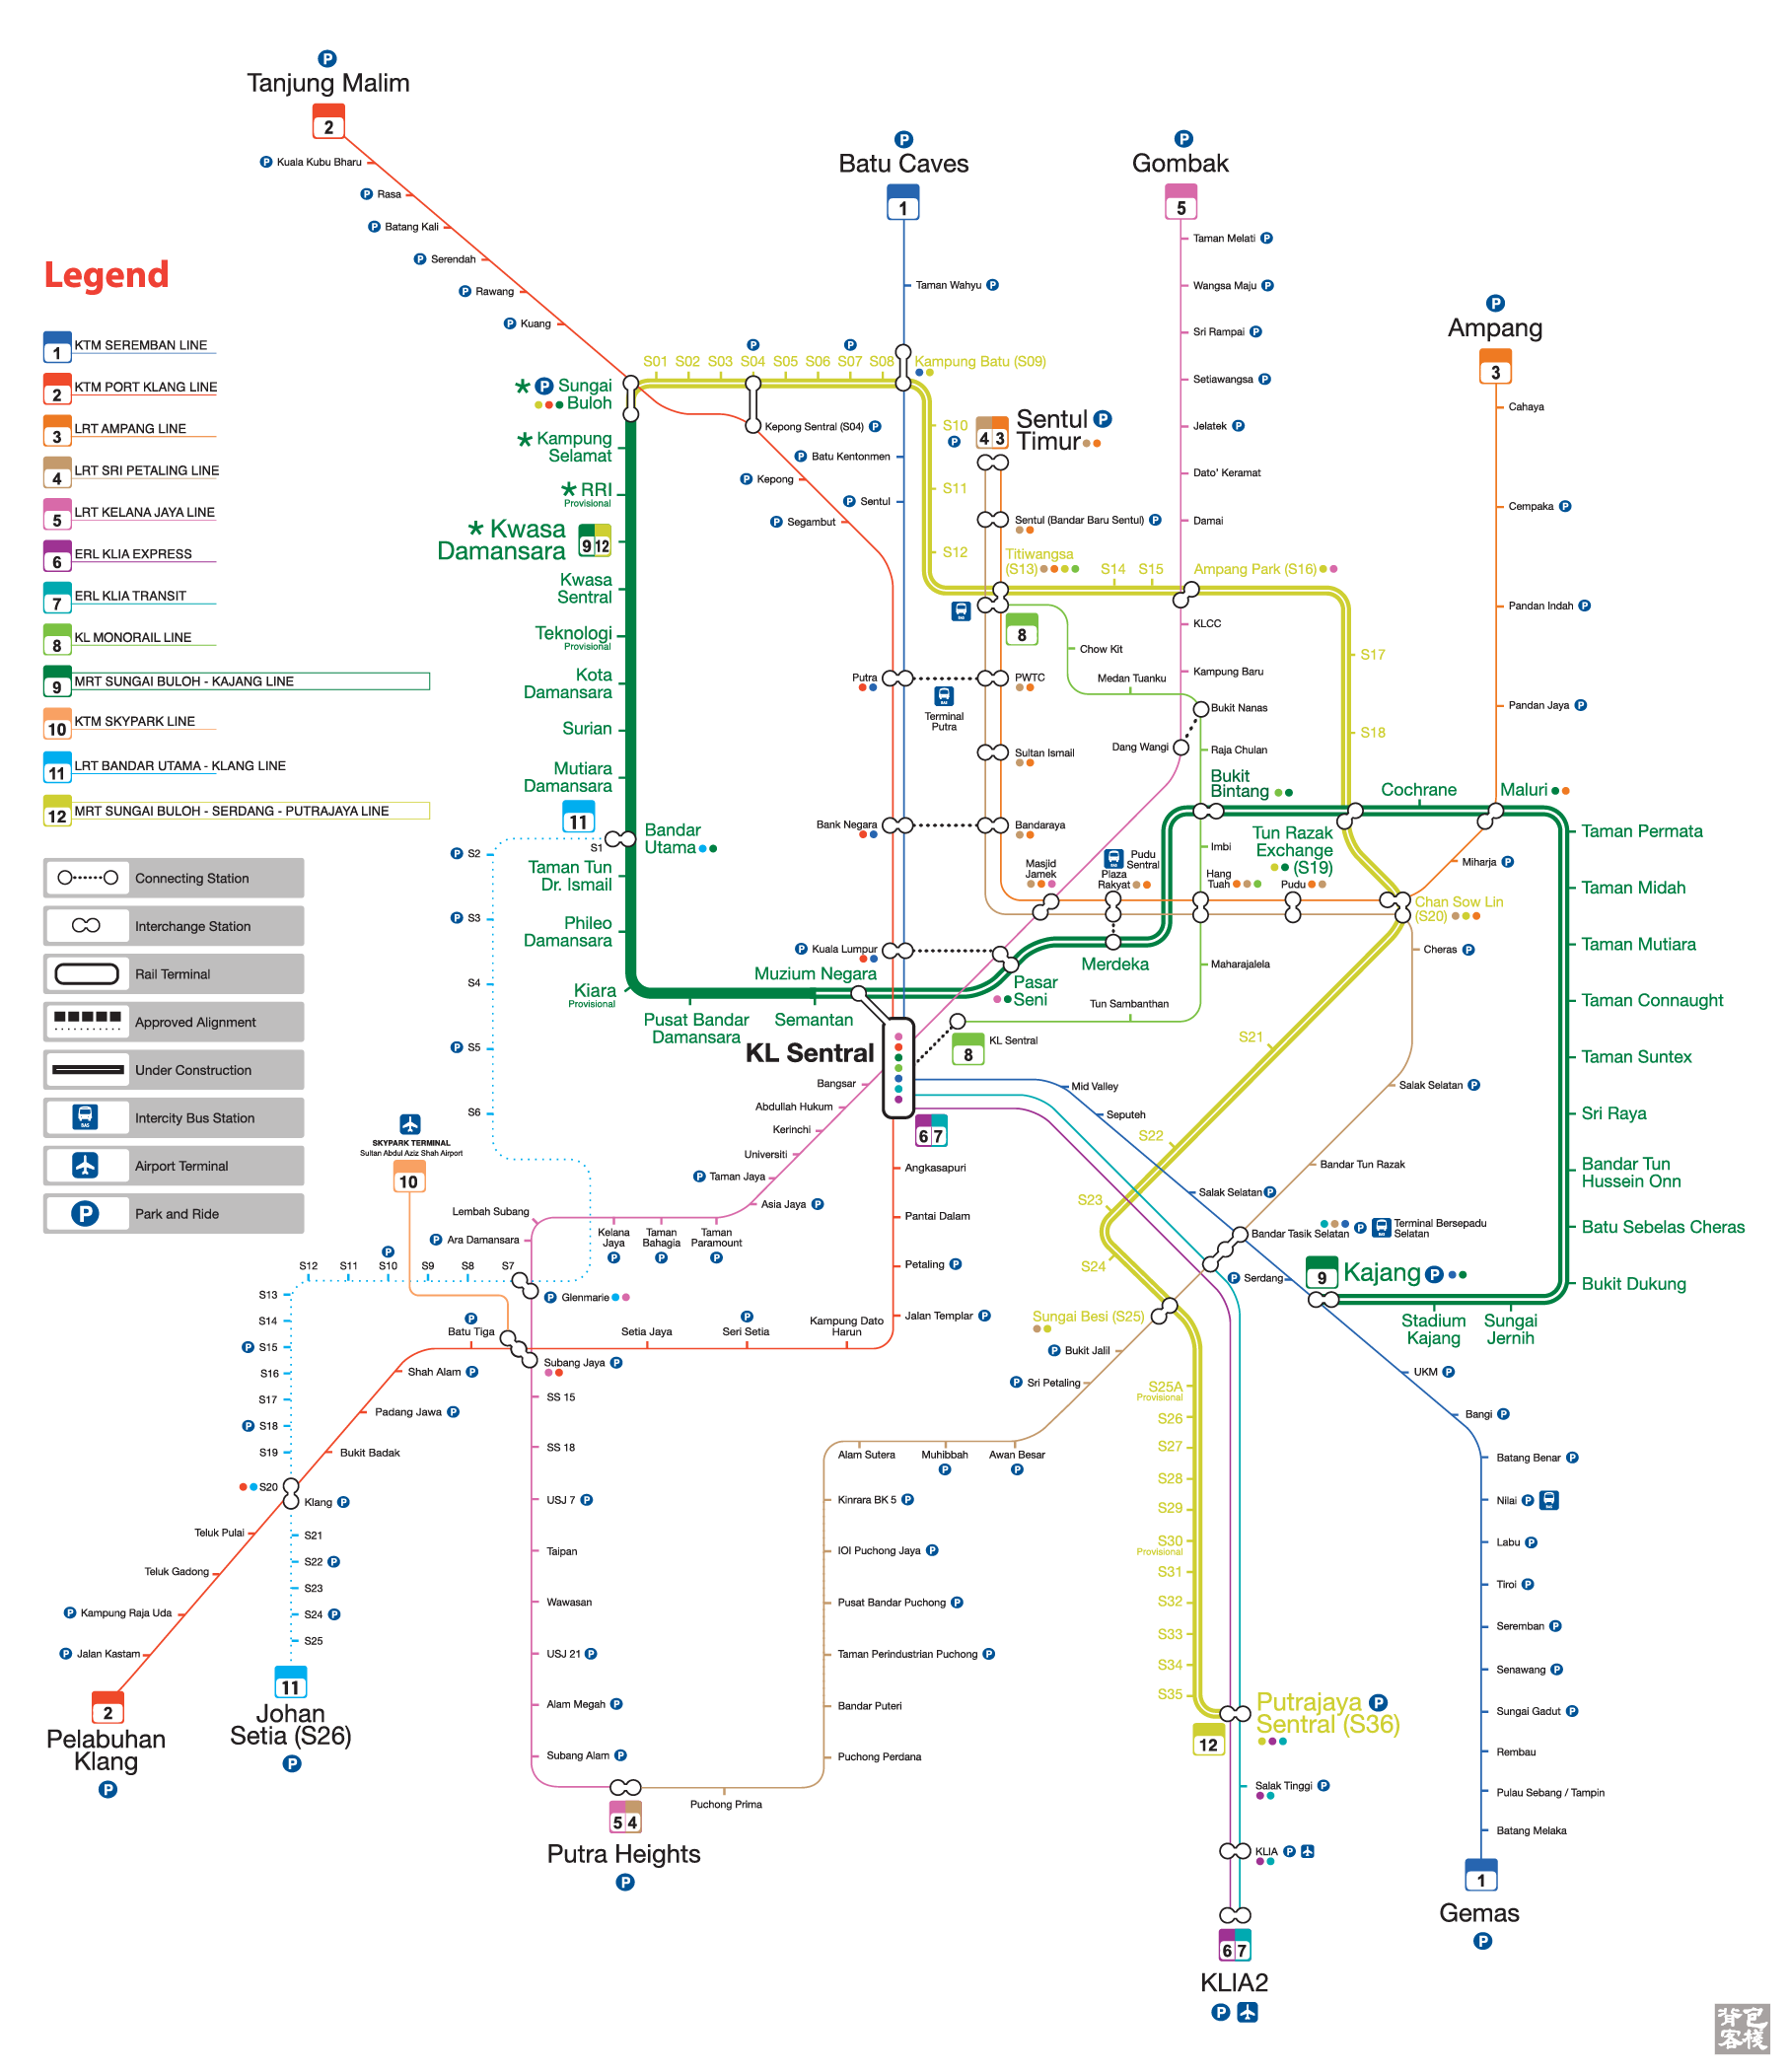 Tanjung Malim
2
Kuala Kubu Bharu
Rasa
Batang Kali
Serendah
Rawang
Kuang
Batu Caves
1
Taman Wahyu
Gombak
5
Taman Melati
Wangsa Maju
Sri Rampai
Setiawangsa
Jelatek
Dato' Keramat
Damai
Ampang
3
Cahaya
Cempaka
Pandan Indah
Pandan Jaya
Legend
1 KTM SEREMBAN LINE
2 KTM PORT KLANG LINE
3 LRT AMPANG LINE
4 LRT SRI PETALING LINE
5 LRT KELANA JAYA LINE
6 ERL KLIA EXPRESS
7 ERL KLIA TRANSIT
8 KL MONORAIL LINE
9 MRT SUNGAI BULOH - KAJANG LINE
10 KTM SKYPARK LINE
11 LRT BANDAR UTAMA - KLANG LINE
12 MRT SUNGAI BULOH - SERDANG - PUTRAJAYA LINE
Connecting Station
Interchange Station
Rail Terminal
Approved Alignment
Under Construction
BAS
Intercity Bus Station
Airport Terminal
P
Park and Ride
S01 S02 S03 S04 S05 S06 S07 S08
Kampung Batu (S09)
* P Sungai
Buloh
* Kampung
Selamat
* RRI
Provisional
* Kwasa
Damansara
9 12
Kwasa
Sentral
Teknologi
Provisional
Kota
Damansara
Surian
Mutiara
Damansara
11
S1
Bandar
Utama
Taman Tun
Dr. Ismail
Phileo
Damansara
Kiara
Provisional
Pusat Bandar
Damansara
Semantan
Muzium Negara
Kepong Sentral (S04)
Kepong
Segambut
Batu Kentonmen
Sentul
S10
S11
S12
4 3
Sentul
Timur
Sentul (Bandar Baru Sentul)
Titiwangsa
(S13)
S14 S15
Ampang Park (S16)
8
KLCC
Kampung Baru
Chow Kit
Medan Tuanku
Bukit Nanas
Dang Wangi
Raja Chulan
Putra
Terminal
Putra
PWTC
Sultan Ismail
Bank Negara
Bandaraya
S17
S18
Bukit
Bintang
Cochrane
Maluri
Tun Razak
Exchange
(S19)
Imbi
Hang
Tuah
Pudu
Masjid
Jamek
Plaza
Rakyat
Pudu
Sentral
Miharja
Chan Sow Lin
(S20)
Cheras
Kuala Lumpur
Merdeka
Pasar
Seni
Maharajalela
Tun Sambanthan
KL Sentral
8
KL Sentral
6 7
Taman Permata
Taman Midah
Taman Mutiara
Taman Connaught
Taman Suntex
Sri Raya
Bandar Tun
Hussein Onn
Batu Sebelas Cheras
Bukit Dukung
Sungai
Jernih
Stadium
Kajang
9 Kajang
S2
S3
S4
S5
S6
SKYPARK TERMINAL
Sultan Abdul Aziz Shah Airport
10
Bangsar
Abdullah Hukum
Kerinchi
Universiti
Taman Jaya
Asia Jaya
Taman
Paramount
Taman
Bahagia
Kelana
Jaya
Lembah Subang
Ara Damansara
S12 S11 S10 S9 S8 S7
Glenmarie
S13
S14
S15
S16
S17
S18
S19
S20
Klang
S21
S22
S23
S24
S25
11
Johan
Setia (S26)
Angkasapuri
Pantai Dalam
Petaling
Jalan Templar
Kampung Dato
Harun
Seri Setia
Setia Jaya
Subang Jaya
Batu Tiga
Shah Alam
Padang Jawa
Bukit Badak
Teluk Pulai
Teluk Gadong
Kampung Raja Uda
Jalan Kastam
2
Pelabuhan
Klang
SS 15
SS 18
USJ 7
Taipan
Wawasan
USJ 21
Alam Megah
Subang Alam
5 4
Putra Heights
Puchong Prima
Puchong Perdana
Bandar Puteri
Taman Perindustrian Puchong
Pusat Bandar Puchong
IOI Puchong Jaya
Kinrara BK 5
Alam Sutera
Muhibbah
Awan Besar
Sri Petaling
Bukit Jalil
Sungai Besi (S25)
S21
S22
S23
S24
Mid Valley
Seputeh
Salak Selatan
Salak Selatan
Bandar Tun Razak
Bandar Tasik Selatan
Terminal Bersepadu
Selatan
Serdang
UKM
Bangi
Batang Benar
Nilai
Labu
Tiroi
Seremban
Senawang
Sungai Gadut
Rembau
Pulau Sebang / Tampin
Batang Melaka
1
Gemas
S25A
Provisional
S26
S27
S28
S29
S30
Provisional
S31
S32
S33
S34
S35
12
Putrajaya
Sentral (S36)
Salak Tinggi
KLIA
6 7
KLIA2
背包
客栈